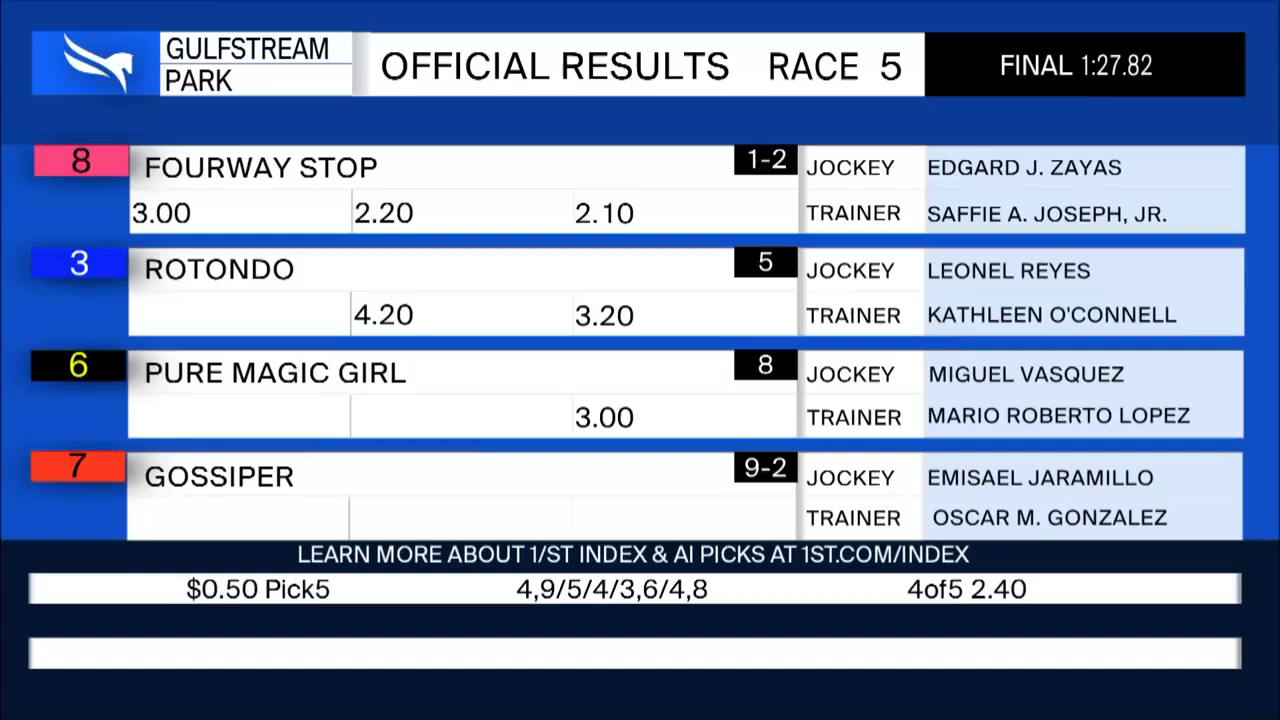 GULFSTREAM
PARK
OFFICIAL RESULTS RACE 5
FINAL 1:27.82
8 FOURWAY STOP 1-2 JOCKEY EDGARD J. ZAYAS
3.00 2.20 2.10 TRAINER SAFFIE A. JOSEPH, JR.
3 ROTONDO 5 JOCKEY LEONEL REYES
4.20 3.20 TRAINER KATHLEEN O'CONNELL
6 PURE MAGIC GIRL 8 JOCKEY MIGUEL VASQUEZ
3.00 TRAINER MARIO ROBERTO LOPEZ
7 GOSSIPER 9-2 JOCKEY EMISAEL JARAMILLO
TRAINER OSCAR M. GONZALEZ
LEARN MORE ABOUT 1/ST INDEX & AI PICKS AT 1ST.COM/INDEX
$0.50 Pick5 4,9/5/4/3,6/4,8 4of5 2.40